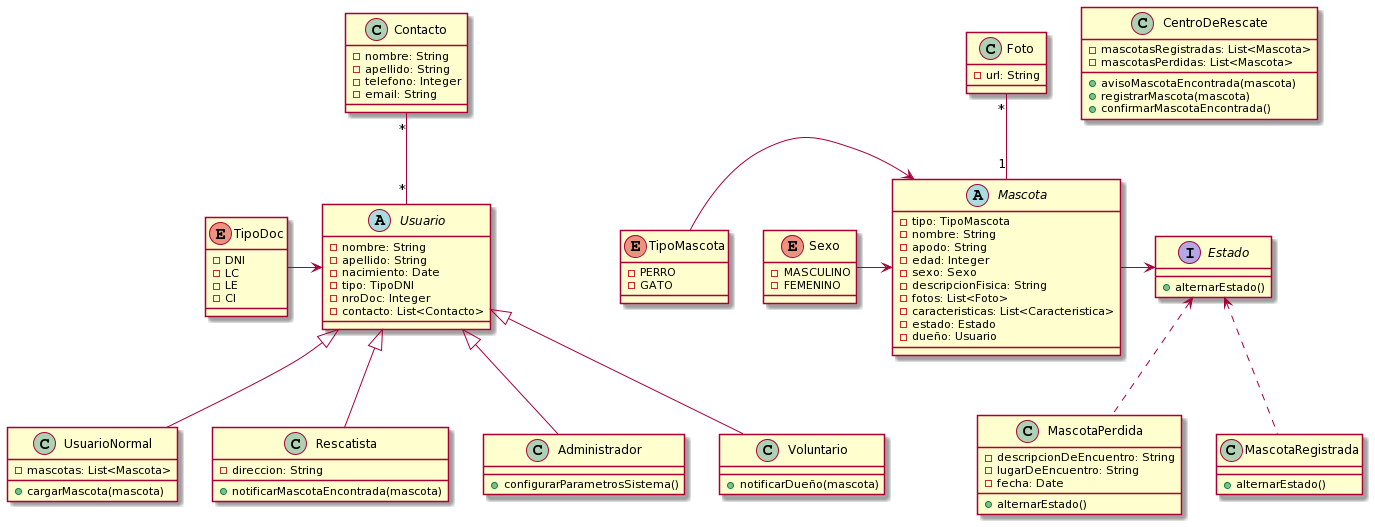 C Contacto
nombre: String
apellido: String
telefono: Integer
email: String
*
*
C Foto
url: String
*
1
C CentroDeRescate
mascotasRegistradas: List<Mascota>
mascotasPerdidas: List<Mascota>
avisoMascotaEncontrada(mascota)
registrarMascota(mascota)
confirmarMascotaEncontrada()
E TipoDoc
DNI
LC
LE
CI
A Usuario
nombre: String
apellido: String
nacimiento: Date
tipo: TipoDNI
nroDoc: Integer
contacto: List<Contacto>
E TipoMascota
PERRO
GATO
E Sexo
MASCULINO
FEMENINO
A Mascota
tipo: TipoMascota
nombre: String
apodo: String
edad: Integer
sexo: Sexo
descripcionFisica: String
fotos: List<Foto>
caracteristicas: List<Caracteristica>
estado: Estado
dueño: Usuario
I Estado
alternarEstado()
C UsuarioNormal
mascotas: List<Mascota>
cargarMascota(mascota)
C Rescatista
direccion: String
notificarMascotaEncontrada(mascota)
C Administrador
configurarParametrosSistema()
C Voluntario
notificarDueño(mascota)
C MascotaPerdida
descripcionDeEncuentro: String
lugarDeEncuentro: String
fecha: Date
alternarEstado()
C MascotaRegistrada
alternarEstado()